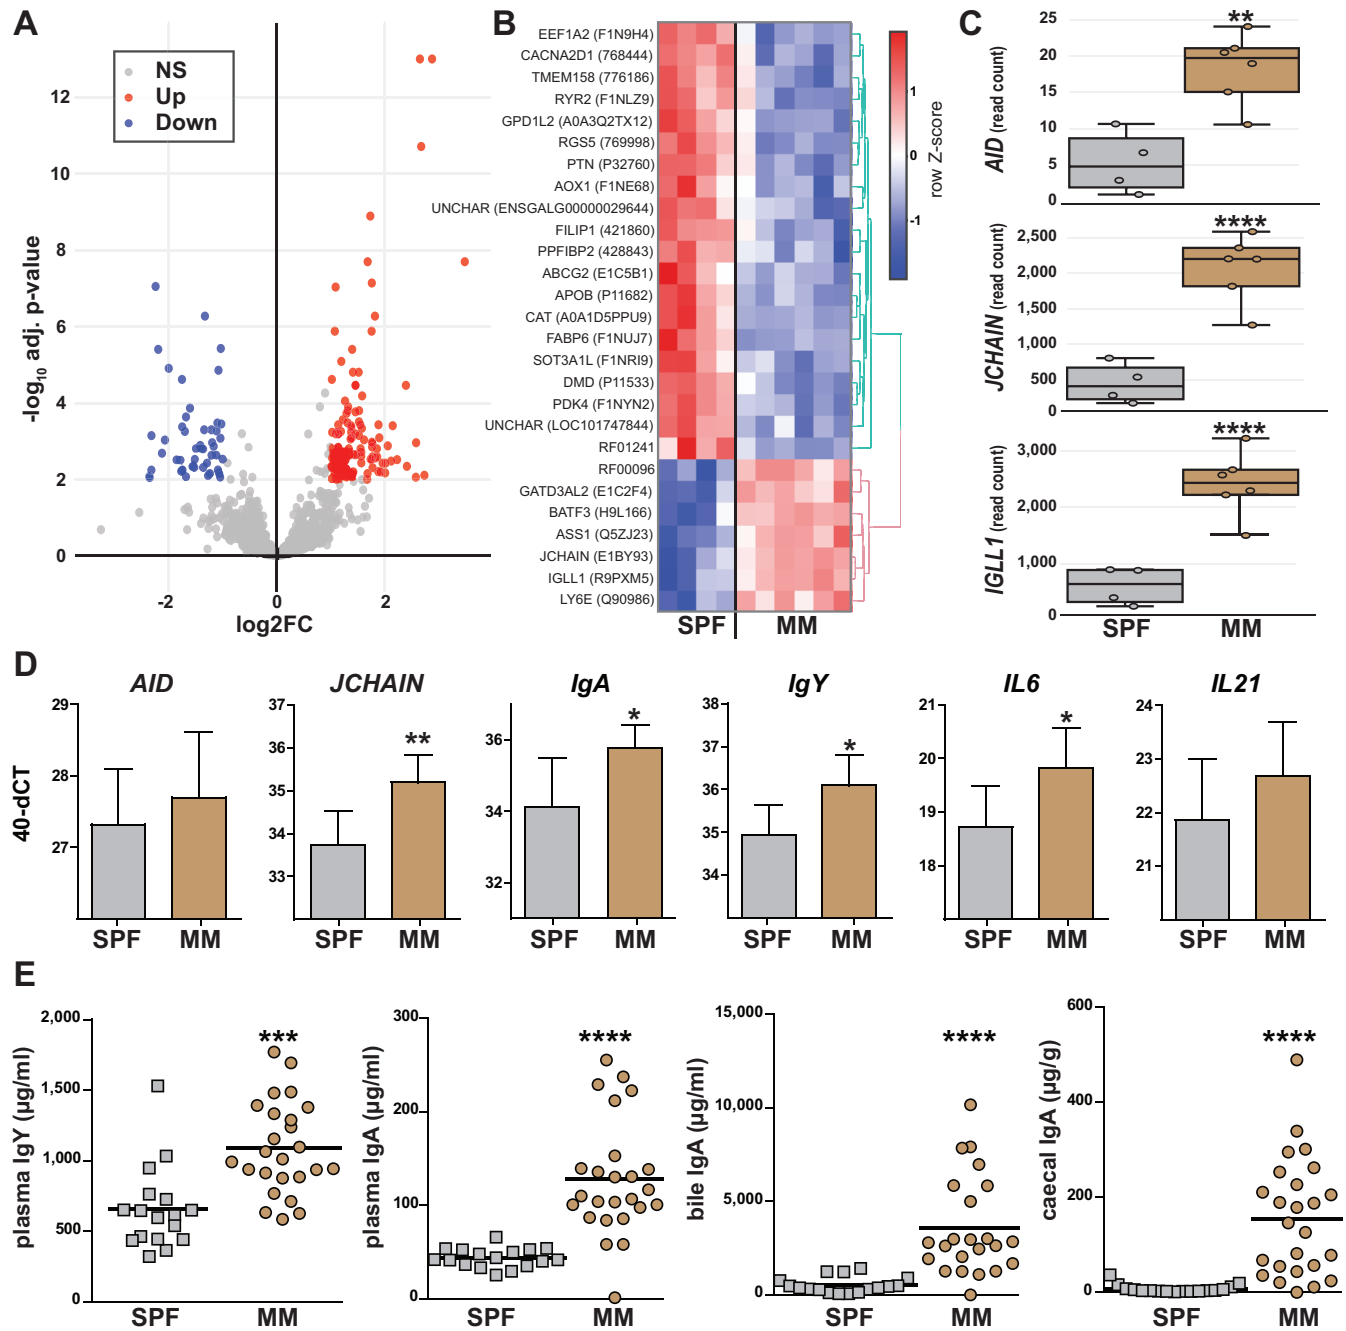 A
NS
Up
Down
12
10
8
6
4
2
0
-log10 adj. p-value
-2
0
2
log2FC
B
EEF1A2 (F1N9H4)
CACNA2D1 (768444)
TMEM158 (776186)
RYR2 (F1NLZ9)
GPD1L2 (A0A3Q2TX12)
RGS5 (769998)
PTN (P32760)
AOX1 (F1NE68)
UNCHAR (ENSGALG00000029644)
FILIP1 (421860)
PPFIBP2 (428843)
ABCG2 (E1C5B1)
APOB (P11682)
CAT (A0A1D5PPU9)
FABP6 (F1NUJ7)
SOT3A1L (F1NRI9)
DMD (P11533)
PDK4 (F1NYN2)
UNCHAR (LOC101747844)
RF01241
RF00096
GATD3AL2 (E1C2F4)
BATF3 (H9L166)
ASS1 (Q5ZJ23)
JCHAIN (E1BY93)
IGLL1 (R9PXM5)
LY6E (Q90986)
SPF
MM
1
0
-1
row Z-score
C
25
20
15
10
5
0
AID (read count)
**
2,500
2,000
1,500
1,000
500
0
JCHAIN (read count)
****
3,000
2,000
1,000
0
IGLL1 (read count)
****
SPF
MM
D
40-dCT
AID
29
28
27
SPF
MM
JCHAIN
37
36
35
34
33
**
SPF
MM
IgA
36
34
32
*
SPF
MM
IgY
38
37
36
35
34
*
SPF
MM
IL6
21
20
19
18
*
SPF
MM
IL21
24
23
22
21
SPF
MM
E
plasma IgY (µg/ml)
2,000
1,500
1,000
500
0
***
SPF
MM
plasma IgA (µg/ml)
300
200
100
0
****
SPF
MM
bile IgA (µg/ml)
15,000
10,000
5,000
0
****
SPF
MM
caecal IgA (µg/g)
600
400
200
0
****
SPF
MM